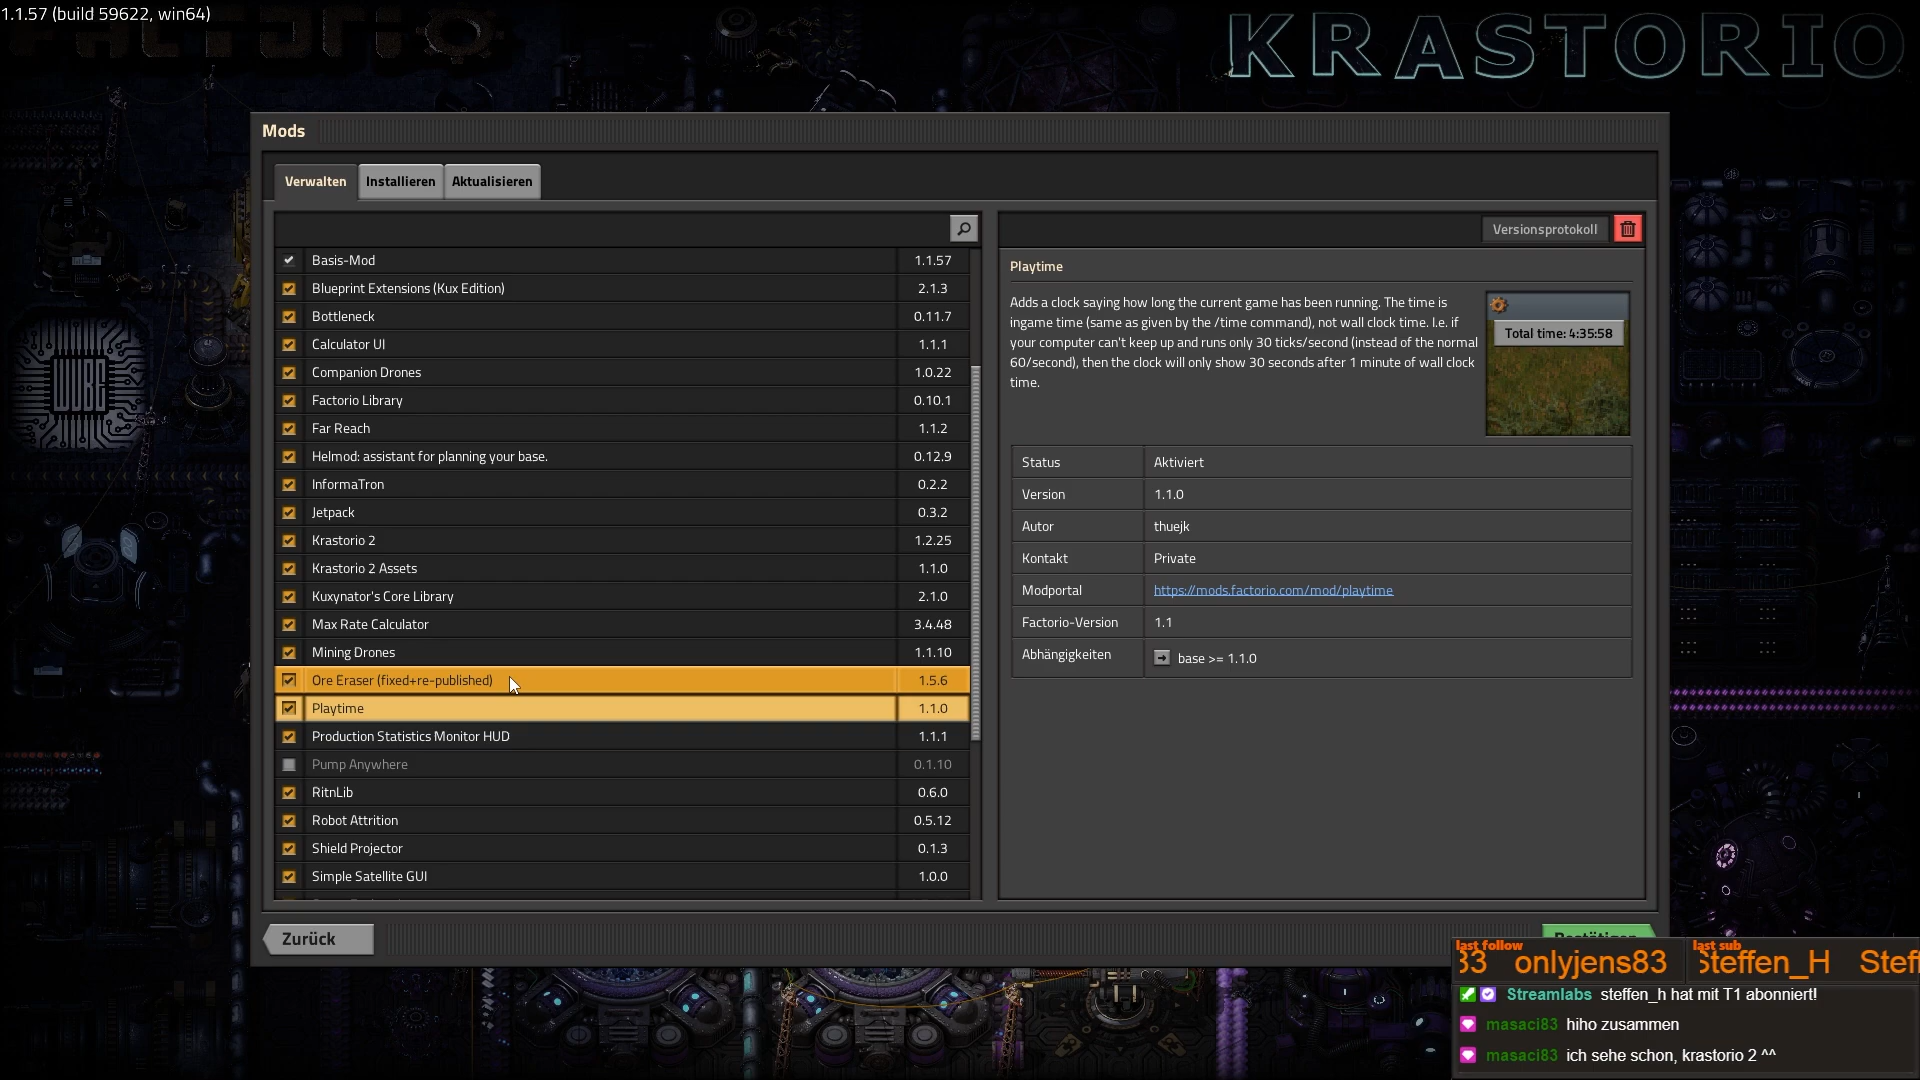 1.1.57 (build 59622, win64)
KRASTORIO
Mods
Verwalten
Installieren
Aktualisieren
Basis-Mod 1.1.57
Blueprint Extensions (Kux Edition) 2.1.3
Bottleneck 0.11.7
Calculator UI 1.1.1
Companion Drones 1.0.22
Factorio Library 0.10.1
Far Reach 1.1.2
Helmod: assistant for planning your base. 0.12.9
InformaTron 0.2.2
Jetpack 0.3.2
Krastorio 2 1.2.25
Krastorio 2 Assets 1.1.0
Kuxynator's Core Library 2.1.0
Max Rate Calculator 3.4.48
Mining Drones 1.1.10
Ore Eraser (fixed+re-published) 1.5.6
Playtime 1.1.0
Production Statistics Monitor HUD 1.1.1
Pump Anywhere 0.1.10
RitnLib 0.6.0
Robot Attrition 0.5.12
Shield Projector 0.1.3
Simple Satellite GUI 1.0.0
Versionsprotokoll
Playtime
Adds a clock saying how long the current game has been running. The time is
ingame time (same as given by the /time command), not wall clock time. I.e. if
your computer can't keep up and runs only 30 ticks/second (instead of the normal
60/second), then the clock will only show 30 seconds after 1 minute of wall clock
time.
Total time: 4:35:58
Status Aktiviert
Version 1.1.0
Autor thuejk
Kontakt Private
Modportal https://mods.factorio.com/mod/playtime
Factorio-Version 1.1
Abhängigkeiten base >= 1.1.0
Zurück
last follow
33 onlyjens83
last sub
Steffen_H Stef
Streamlabs steffen_h hat mit T1 abonniert!
masaci83 hiho zusammen
masaci83 ich sehe schon, krastorio 2 ^^